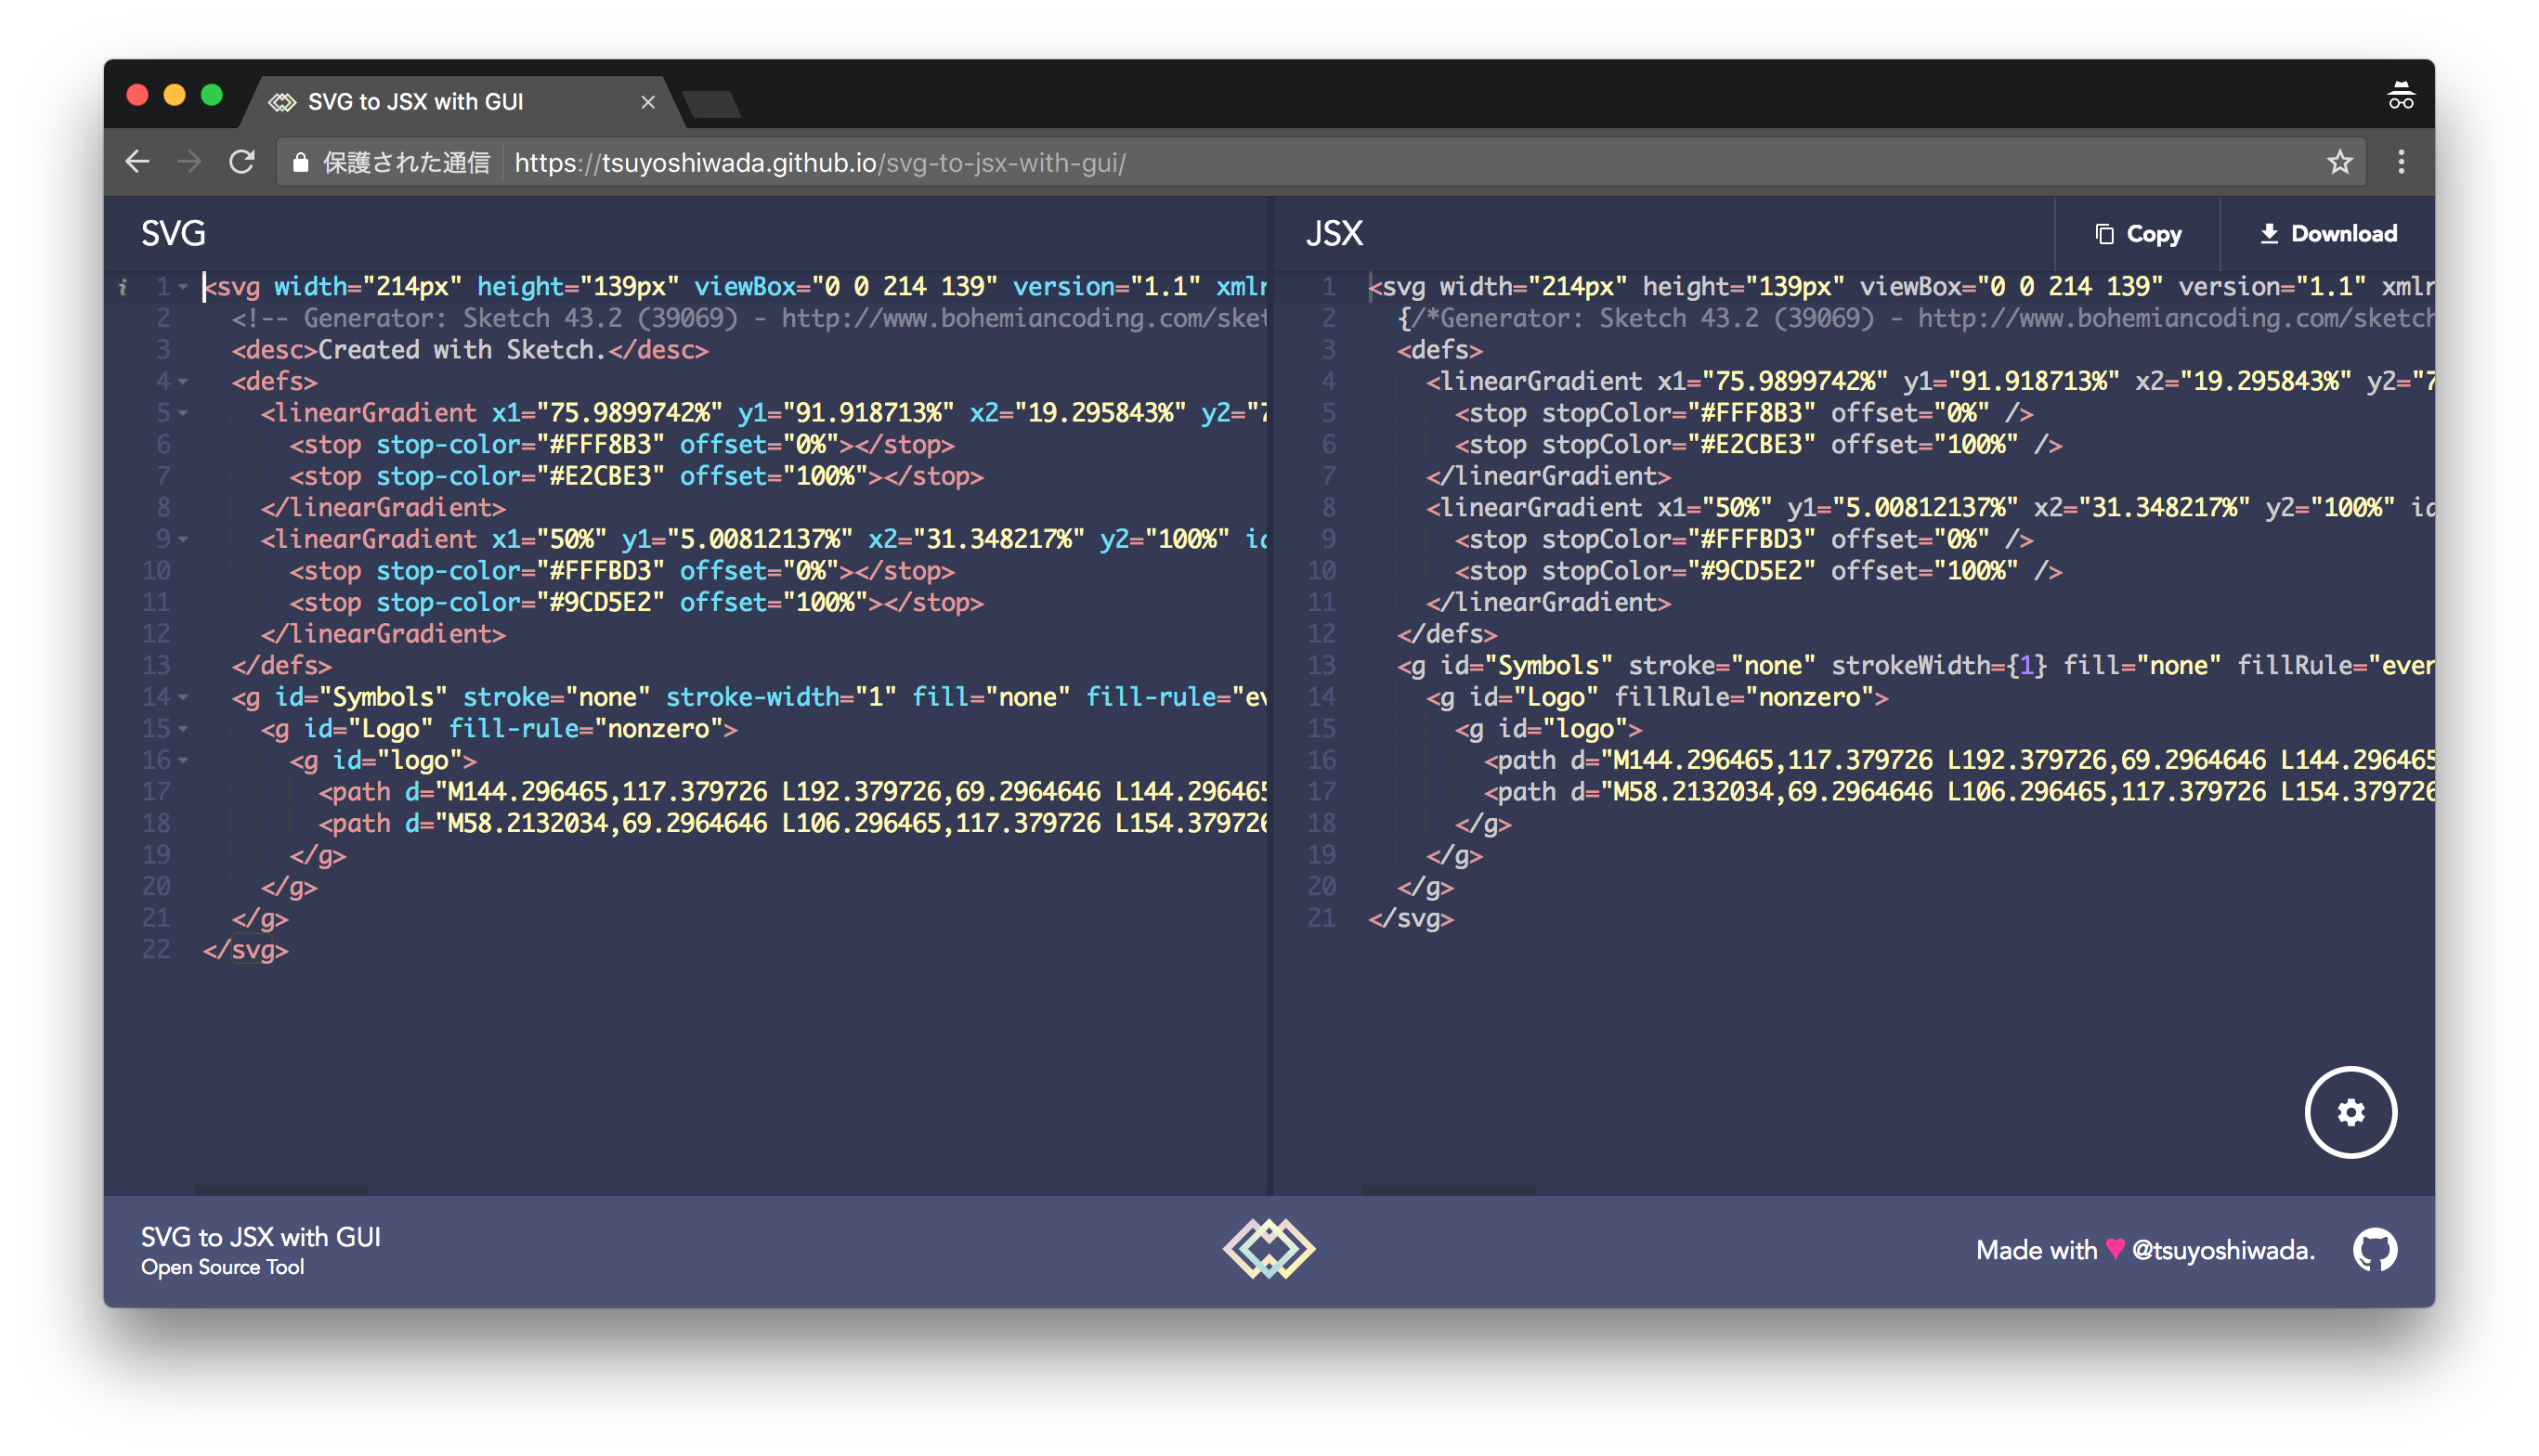 SVG to JSX with GUI
保護された通信 https://tsuyoshiwada.github.io/svg-to-jsx-with-gui/
SVG
1 <svg width="214px" height="139px" viewBox="0 0 214 139" version="1.1"
2 <!-- Generator: Sketch 43.2 (39069) - http://www.bohemiancoding.com/sket
3 <desc>Created with Sketch.</desc>
4 <defs>
5 <linearGradient x1="75.9899742%" y1="91.918713%" x2="19.295843%" y2="7
6 <stop stop-color="#FFF8B3" offset="0%"></stop>
7 <stop stop-color="#E2CBE3" offset="100%"></stop>
8 </linearGradient>
9 <linearGradient x1="50%" y1="5.00812137%" x2="31.348217%" y2="100%" id
10 <stop stop-color="#FFFBD3" offset="0%"></stop>
11 <stop stop-color="#9CD5E2" offset="100%"></stop>
12 </linearGradient>
13 </defs>
14 <g id="Symbols" stroke="none" stroke-width="1" fill="none" fill-rule="ev
15 <g id="Logo" fill-rule="nonzero">
16 <g id="logo">
17 <path d="M144.296465,117.379726 L192.379726,69.2964646 L144.296465
18 <path d="M58.2132034,69.2964646 L106.296465,117.379726 L154.379726
19 </g>
20 </g>
21 </g>
22 </svg>
JSX
Copy
Download
1 <svg width="214px" height="139px" viewBox="0 0 214 139" version="1.1"
2 {/*Generator: Sketch 43.2 (39069) - http://www.bohemiancoding.com/sketch
3 <defs>
4 <linearGradient x1="75.9899742%" y1="91.918713%" x2="19.295843%" y2="7
5 <stop stopColor="#FFF8B3" offset="0%" />
6 <stop stopColor="#E2CBE3" offset="100%" />
7 </linearGradient>
8 <linearGradient x1="50%" y1="5.00812137%" x2="31.348217%" y2="100%" id
9 <stop stopColor="#FFFBD3" offset="0%" />
10 <stop stopColor="#9CD5E2" offset="100%" />
11 </linearGradient>
12 </defs>
13 <g id="Symbols" stroke="none" strokeWidth={1} fill="none" fillRule="even
14 <g id="Logo" fillRule="nonzero">
15 <g id="logo">
16 <path d="M144.296465,117.379726 L192.379726,69.2964646 L144.296465
17 <path d="M58.2132034,69.2964646 L106.296465,117.379726 L154.379726
18 </g>
19 </g>
20 </g>
21 </svg>
SVG to JSX with GUI
Open Source Tool
Made with ♥ @tsuyoshiwada.